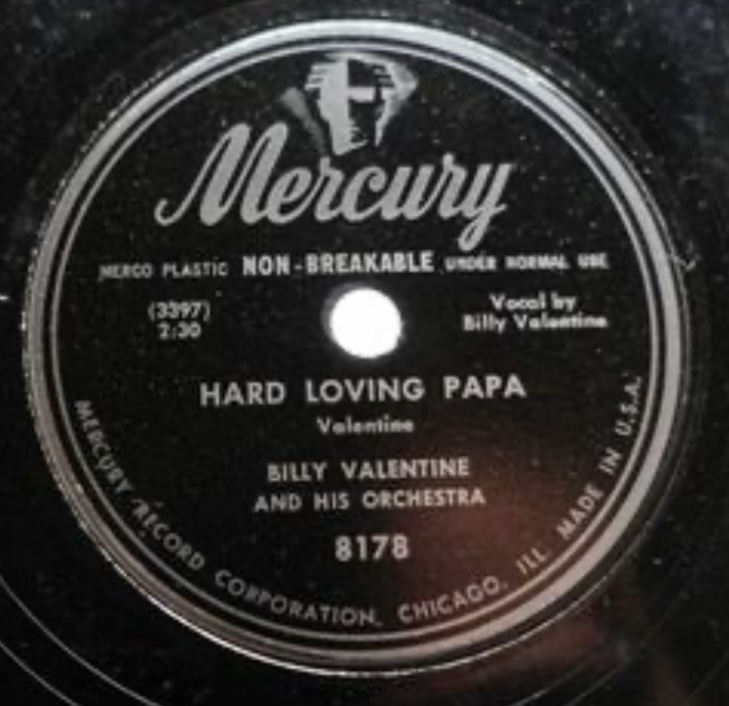 Mercury
MERCO PLASTIC NON-BREAKABLE UNDER NORMAL USE
(3397)
2:30
Vocal by
Billy Valentine
HARD LOVING PAPA
Valentine
BILLY VALENTINE
AND HIS ORCHESTRA
8178
MERCURY RECORD CORPORATION, CHICAGO, ILL. MADE IN U.S.A.